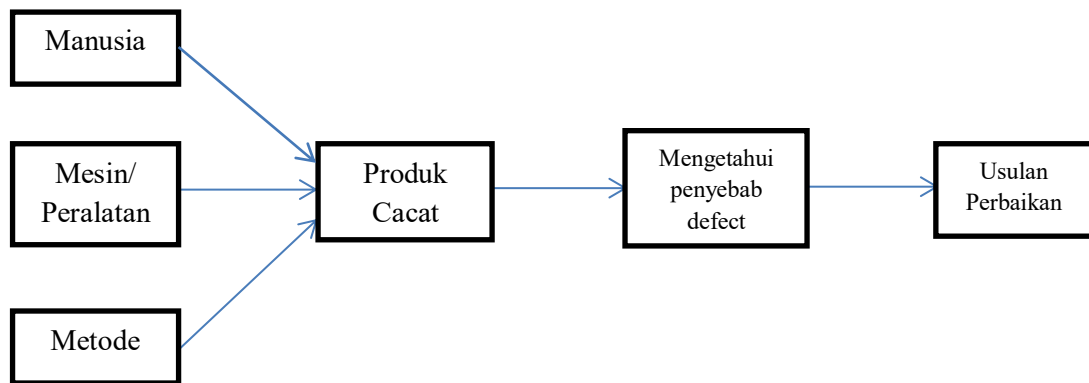 Manusia
Mesin/
Peralatan
Metode
Produk
Cacat
Mengetahui
penyebab
defect
Usulan
Perbaikan